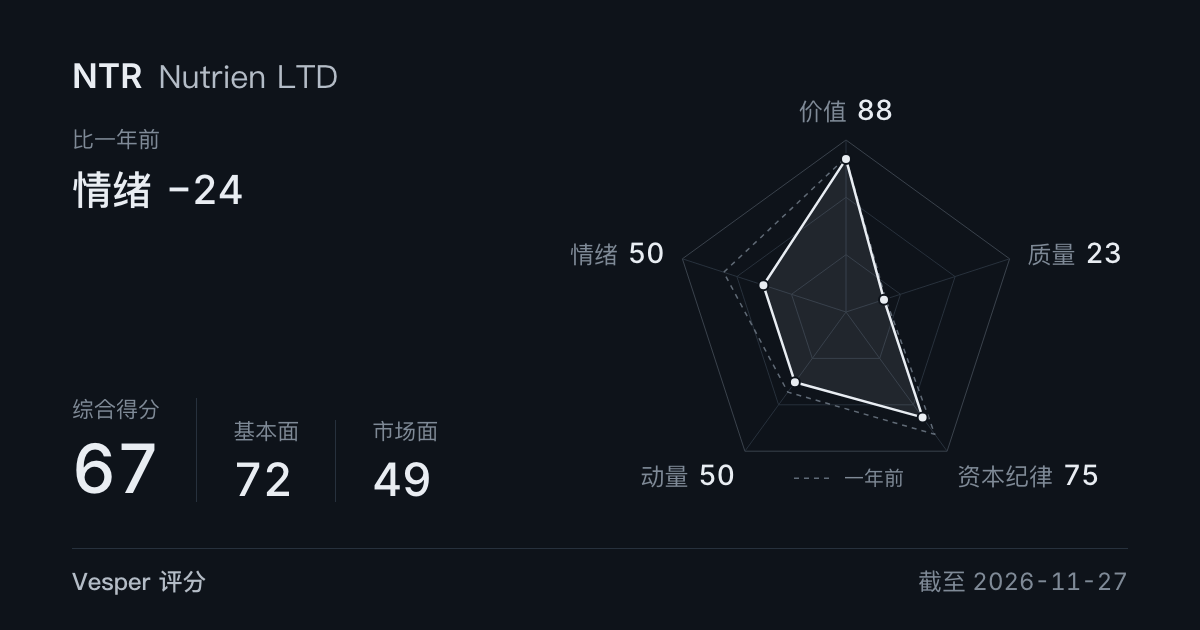 NTR Nutrien LTD
比一年前
情绪 −24
价值 88
情绪 50
质量 23
动量 50
一年前
资本纪律 75
综合得分
67
基本面
72
市场面
49
Vesper 评分
截至 2026-11-27